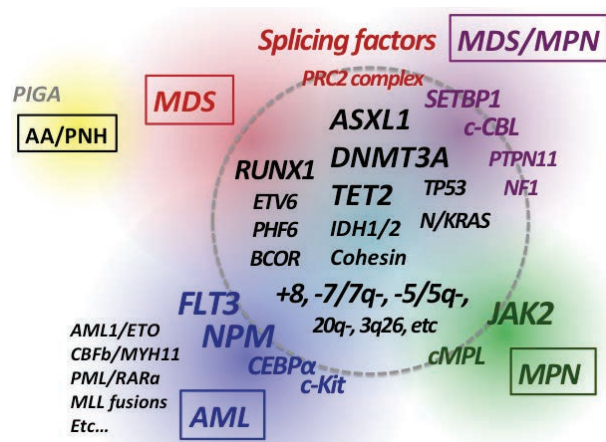 Splicing factors
MDS/MPN
PRC2 complex
PIGA
MDS
SETBP1
AA/PNH
ASXL1
c-CBL
RUNX1
DNMT3A
PTPN11
ETV6
TET2
TP53
NF1
PHF6
IDH1/2
N/KRAS
BCOR
Cohesin
+8, -7/7q-, -5/5q-,
20q-, 3q26, etc
FLT3
JAK2
NPM
AML1/ETO
CBFb/MYH11
CEBPα
cMPL
PML/RARa
c-Kit
MPN
MLL fusions
AML
Etc...